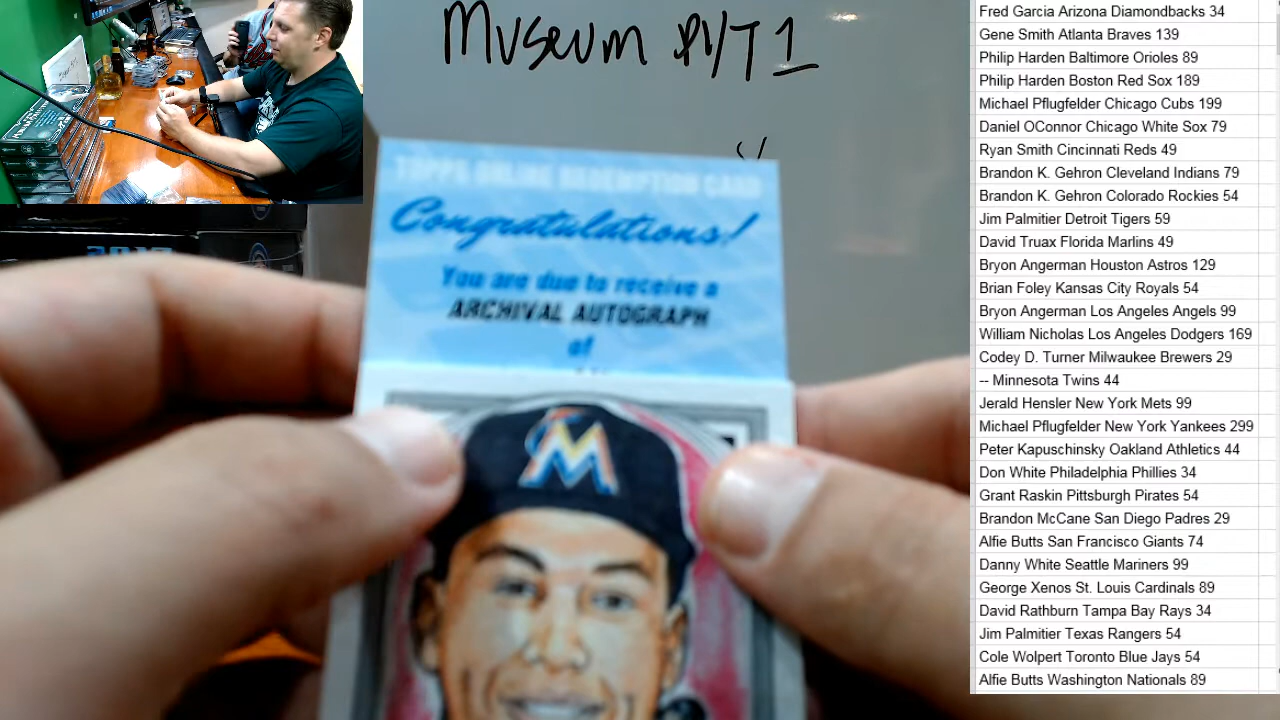 Museum
Congratulations!
You are due to receive a
ARCHIVAL AUTOGRAPH
of
M
Fred Garcia Arizona Diamondbacks 34
Gene Smith Atlanta Braves 139
Philip Harden Baltimore Orioles 89
Philip Harden Boston Red Sox 189
Michael Pflugfelder Chicago Cubs 199
Daniel OConnor Chicago White Sox 79
Ryan Smith Cincinnati Reds 49
Brandon K. Gehron Cleveland Indians 79
Brandon K. Gehron Colorado Rockies 54
Jim Palmitier Detroit Tigers 59
David Truax Florida Marlins 49
Bryon Angerman Houston Astros 129
Brian Foley Kansas City Royals 54
Bryon Angerman Los Angeles Angels 99
William Nicholas Los Angeles Dodgers 169
Codey D. Turner Milwaukee Brewers 29
-- Minnesota Twins 44
Jerald Hensler New York Mets 99
Michael Pflugfelder New York Yankees 299
Peter Kapuschinsky Oakland Athletics 44
Don White Philadelphia Phillies 34
Grant Raskin Pittsburgh Pirates 54
Brandon McCane San Diego Padres 29
Alfie Butts San Francisco Giants 74
Danny White Seattle Mariners 99
George Xenos St. Louis Cardinals 89
David Rathburn Tampa Bay Rays 34
Jim Palmitier Texas Rangers 54
Cole Wolpert Toronto Blue Jays 54
Alfie Butts Washington Nationals 89